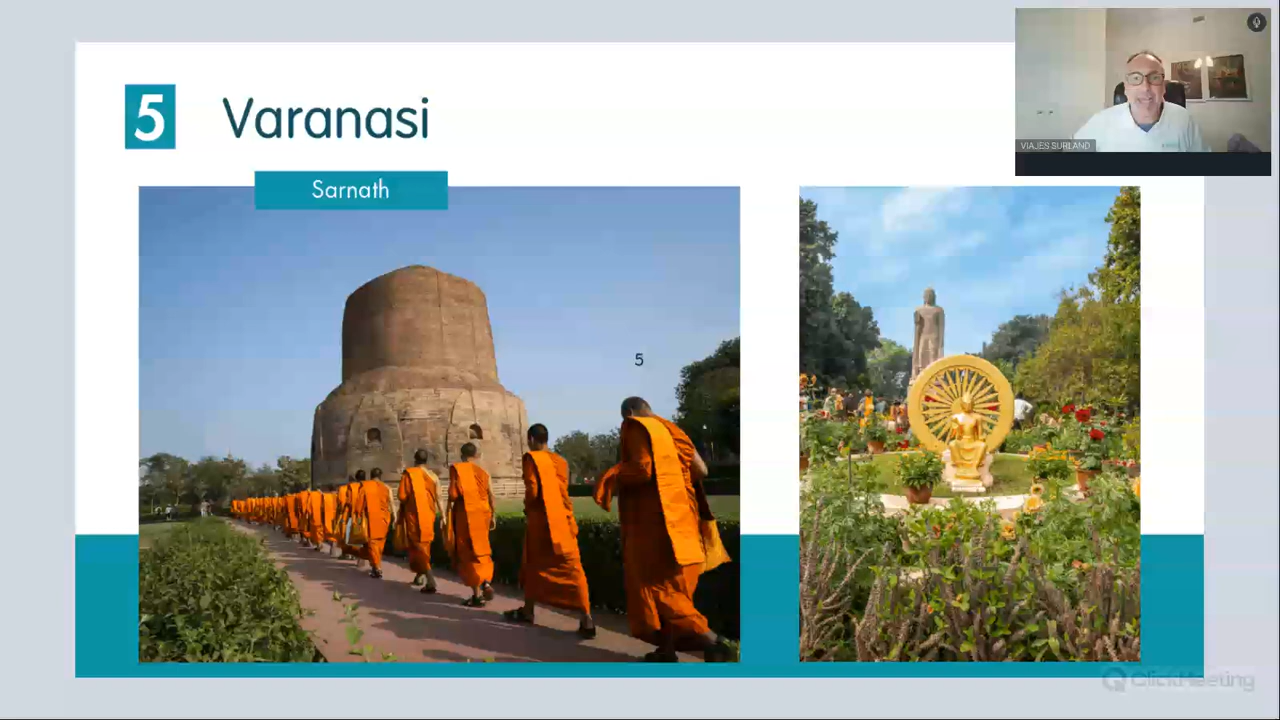 5 Varanasi
VIAJES SURLAND
Sarnath
5
ClickMeeting